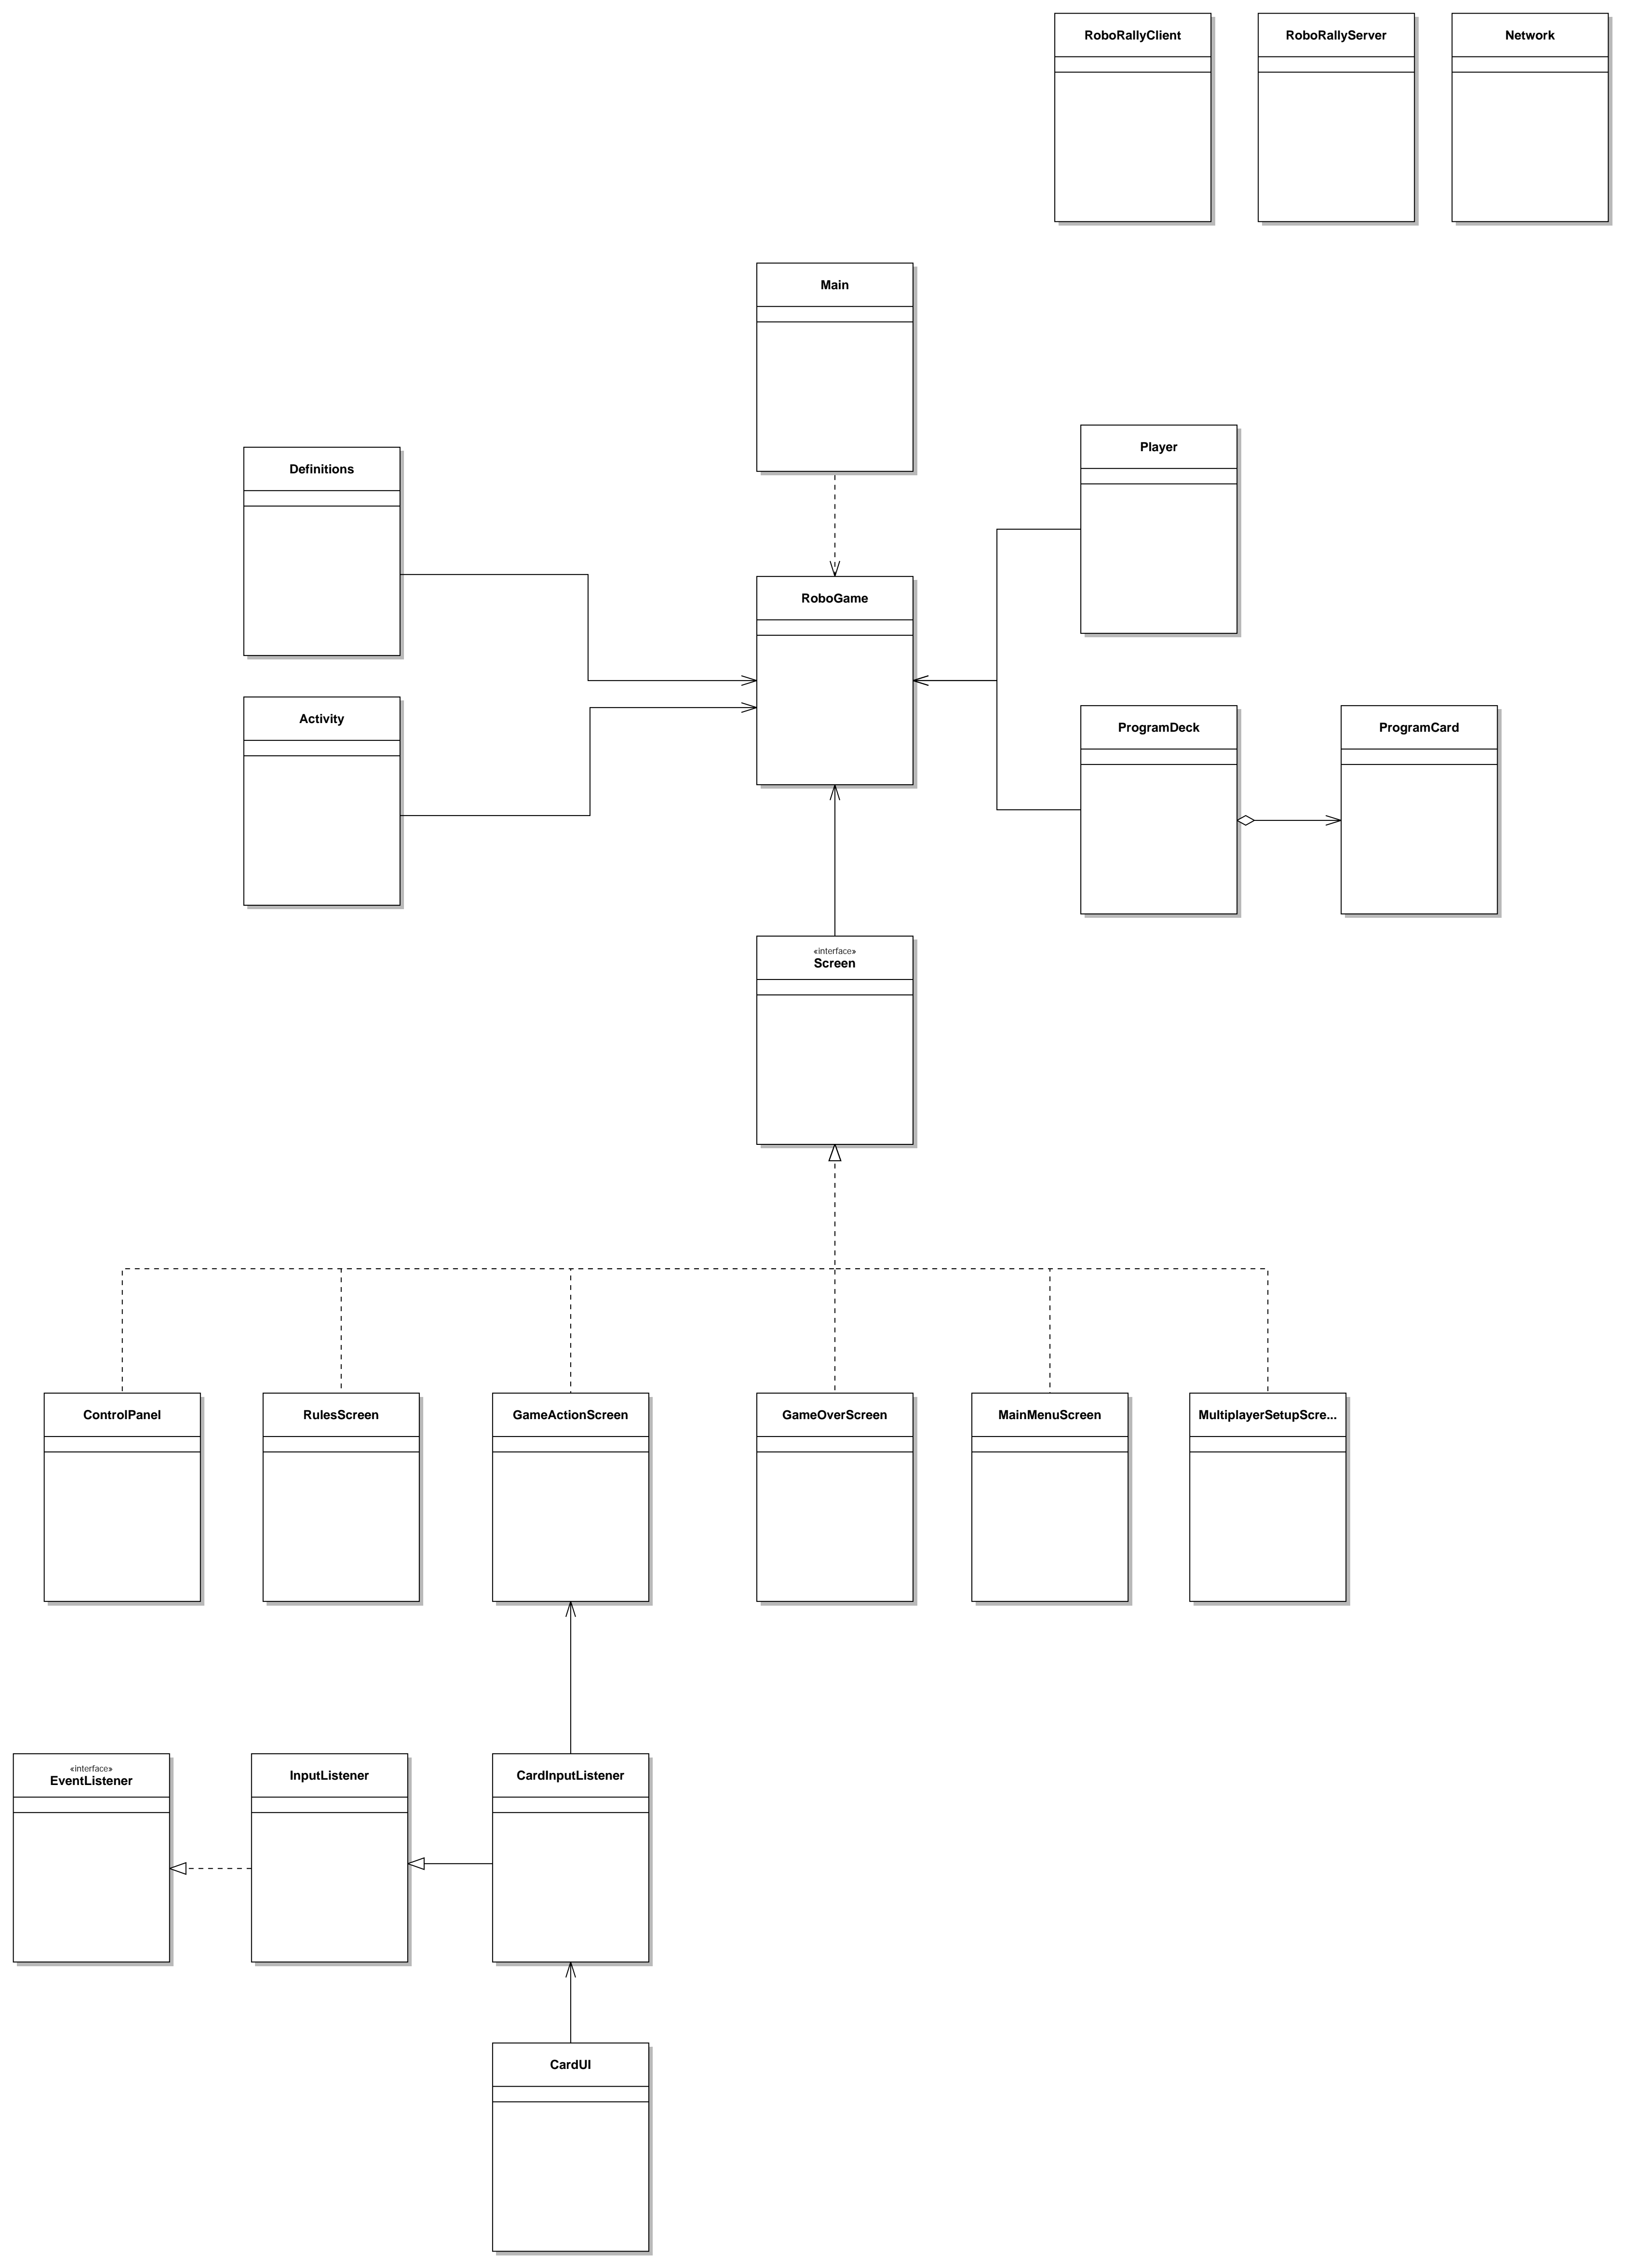 RoboRallyClient
RoboRallyServer
Network
Main
Player
Definitions
RoboGame
Activity
ProgramDeck
ProgramCard
«interface»
Screen
ControlPanel
RulesScreen
GameActionScreen
GameOverScreen
MainMenuScreen
MultiplayerSetupScre...
«interface»
EventListener
InputListener
CardInputListener
CardUI